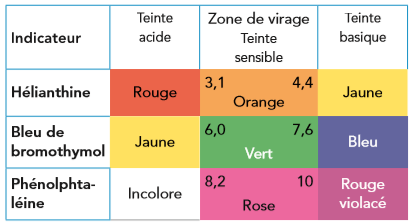 Indicateur Teinte acide Zone de virage Teinte sensible Teinte basique
Hélianthine Rouge 3,1 4,4 Orange Jaune
Bleu de bromothymol Jaune 6,0 7,6 Vert Bleu
Phénolphta-
léine Incolore 8,2 10 Rose Rouge violacé